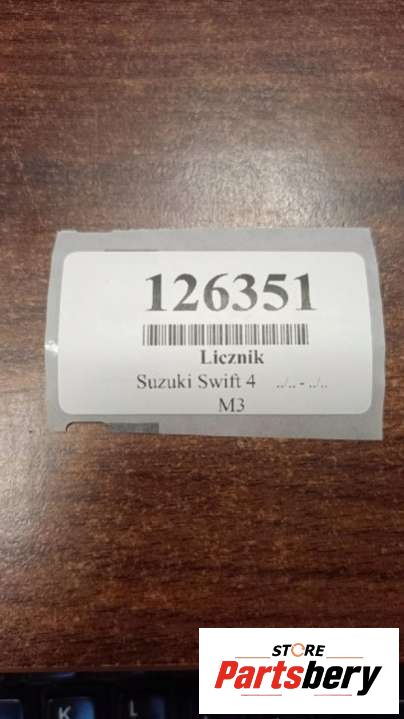 126351
Licznik
Suzuki Swift 4 ../.. - ../..
M3
STORE
Partsbery
K L